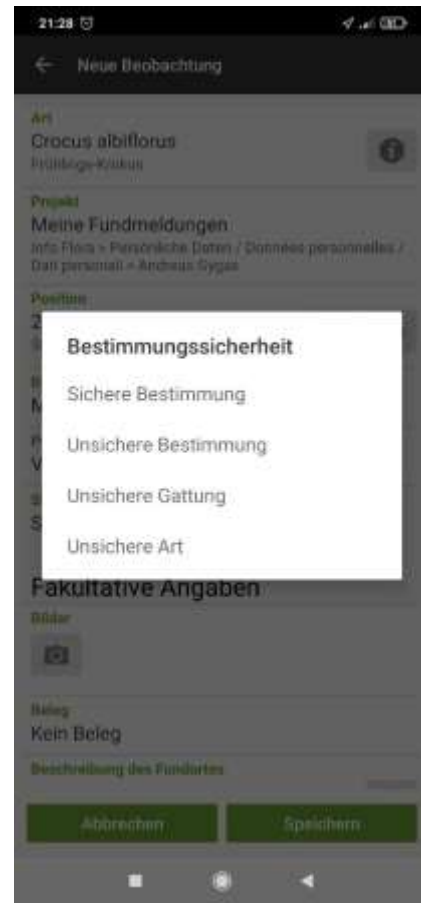 21:28
Neue Beobachtung
Art
Crocus albiflorus
Frühlings-Krokus
Projekt
Meine Fundmeldungen
Info Flora > Persönliche Daten / Données personnelles /
Dati personali > Andreas Gygax
Position
2
Bestimmungssicherheit
Sichere Bestimmung
M
Unsichere Bestimmung
V
Unsichere Gattung
S
Unsichere Art
Fakultative Angaben
Bilder
Beleg
Kein Beleg
Beschreibung des Fundortes
Abbrechen Speichern